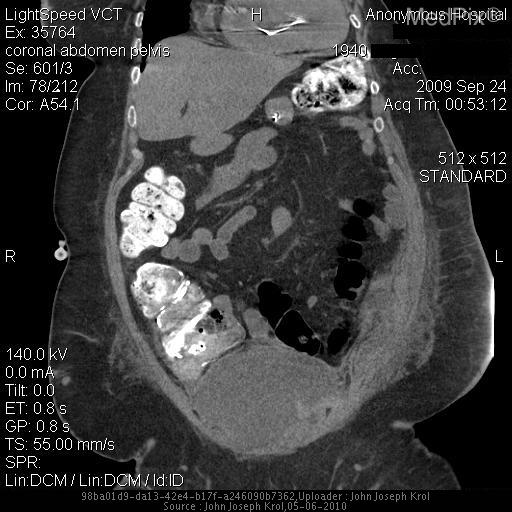 LightSpeed VCT
Ex: 35764
coronal abdomen pelvis
Se: 601/3
Im: 78/212
Cor: A54.1
H
Anonymous Hospital
MedPix®
1940
Acc:
2009 Sep 24
Acq Tm: 00:53:12
512 x 512
STANDARD
R
L
140.0 kV
0.0 mA
Tilt: 0.0
ET: 0.8 s
GP: 0.8 s
TS: 55.00 mm/s
SPR:
Lin:DCM / Lin:DCM / Id:ID
98ba01d9-da13-42e4-b17f-a246090b7362,Uploader : John Joseph Krol
Source : John Joseph Krol,05-06-2010